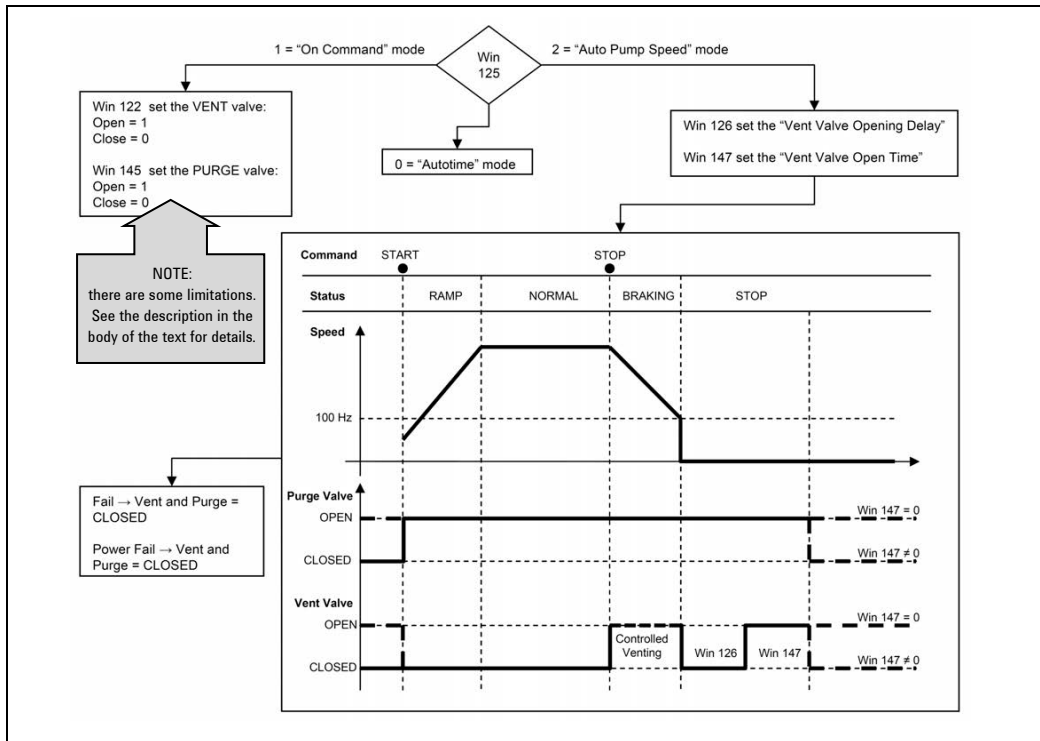 1 = “On Command” mode
Win
125
2 = “Auto Pump Speed” mode
Win 122 set the VENT valve:
Open = 1
Close = 0
Win 145 set the PURGE valve:
Open = 1
Close = 0
0 = “Autotime” mode
Win 126 set the “Vent Valve Opening Delay”
Win 147 set the “Vent Valve Open Time”
NOTE:
there are some limitations.
See the description in the
body of the text for details.
Command START STOP
Status RAMP NORMAL BRAKING STOP
Speed
100 Hz
Fail → Vent and Purge =
CLOSED
Power Fail → Vent and
Purge = CLOSED
Purge Valve
OPEN Win 147 = 0
CLOSED Win 147 ≠ 0
Vent Valve
OPEN Win 147 = 0
Controlled
Venting Win 126 Win 147
CLOSED Win 147 ≠ 0